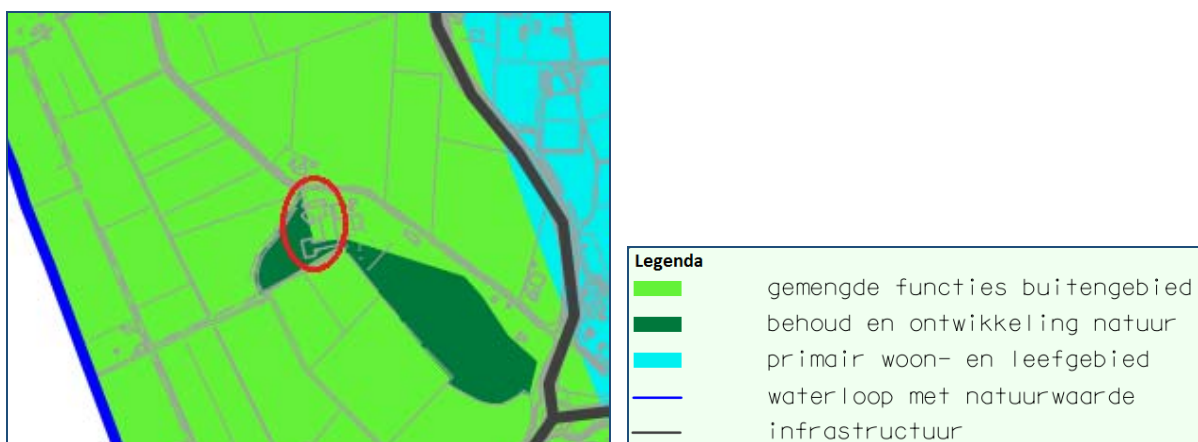 Legenda
gemengde functies buitengebied
behoud en ontwikkeling natuur
primair woon- en leefgebied
waterloop met natuurwaarde
infrastructuur